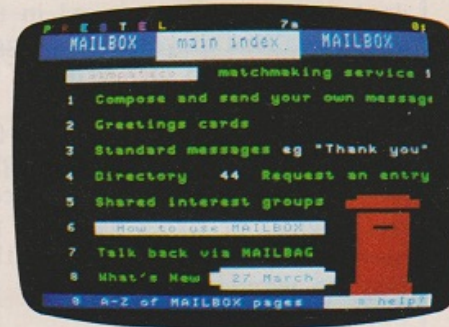 PRESTEL 7a 0p
MAILBOX main index MAILBOX
matchmaking service
1 Compose and send your own message
2 Greetings cards
3 Standard messages eg "Thank you"
4 Directory 44 Request an entry
5 Shared interest groups
6 How to use MAILBOX
7 Talk back via MAILBAG
8 What's New 27 March
9 A-Z of MAILBOX pages help?